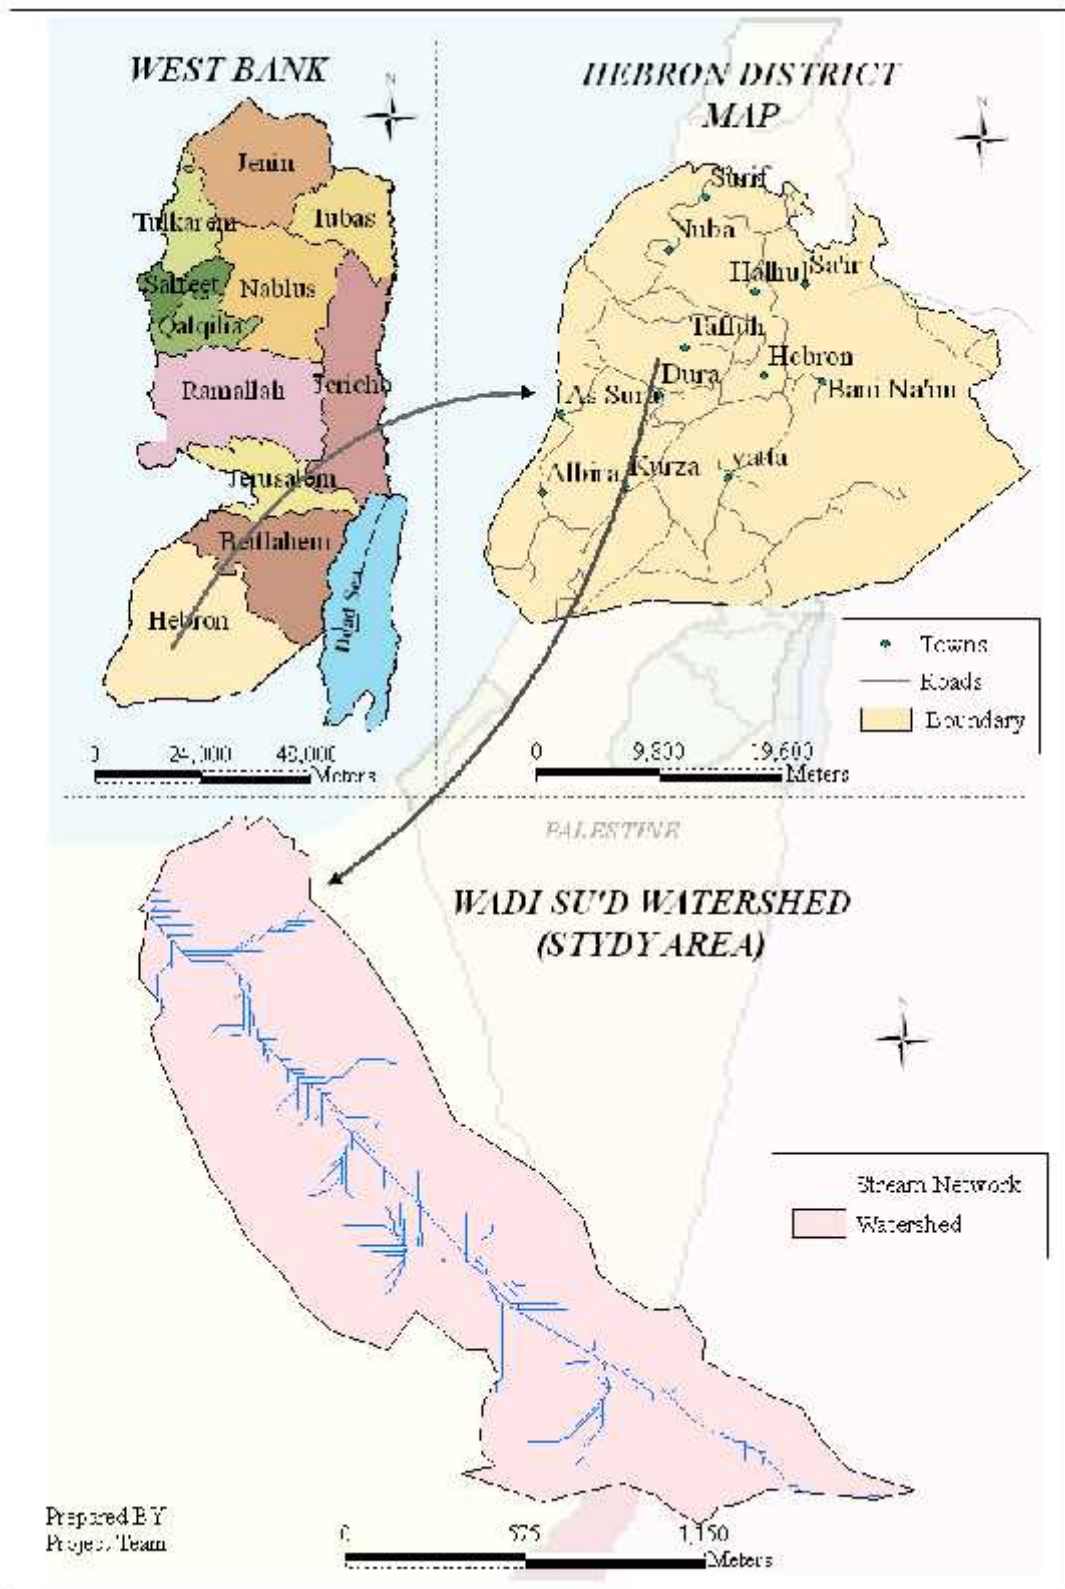 WEST BANK
N
Jenin
Tulkarem
Tubas
Salfeet
Nablus
Qalqilia
Ramallah
Jericho
Jerusalem
Beitlahem
Hebron
Dead Sea
0 24,000 48,000
Meters
HEBRON DISTRICT
MAP
N
Surif
Nuba
Halhul
Sa'ir
Taffuh
Hebron
Dura
Bani Na'im
As Sura
Yatta
Kurza
Albira
Towns
Roads
Boundary
0 9,800 19,600
Meters
PALESTINE
WADI SU'D WATERSHED
(STYDY AREA)
N
Stream Network
Watershed
Prepared BY
Project Team
0 575 1,150
Meters